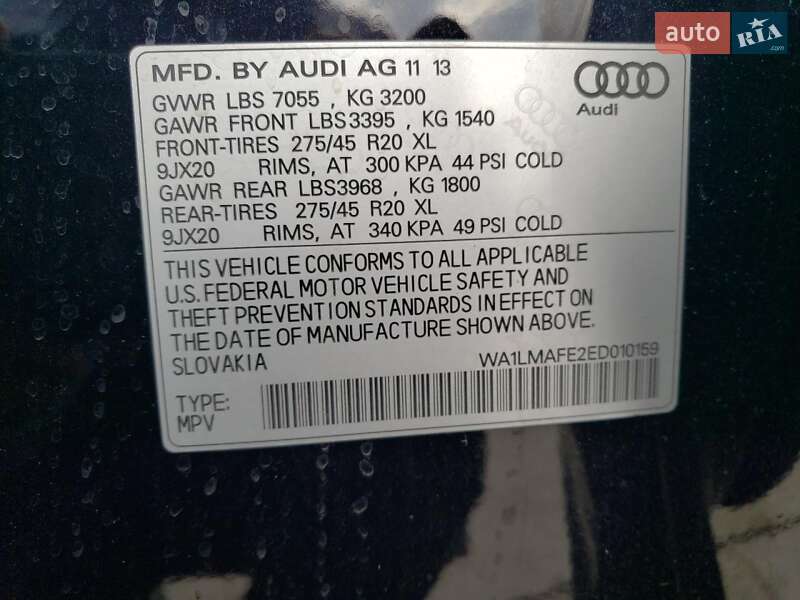 auto RIA.com
MFD. BY AUDI AG 11 13
Audi
GVWR LBS 7055 , KG 3200
GAWR FRONT LBS3395 , KG 1540
FRONT-TIRES 275/45 R20 XL
9JX20 RIMS, AT 300 KPA 44 PSI COLD
GAWR REAR LBS3968 , KG 1800
REAR-TIRES 275/45 R20 XL
9JX20 RIMS, AT 340 KPA 49 PSI COLD
THIS VEHICLE CONFORMS TO ALL APPLICABLE
U.S. FEDERAL MOTOR VEHICLE SAFETY AND
THEFT PREVENTION STANDARDS IN EFFECT ON
THE DATE OF MANUFACTURE SHOWN ABOVE.
SLOVAKIA WA1LMAFE2ED010159
TYPE:
MPV